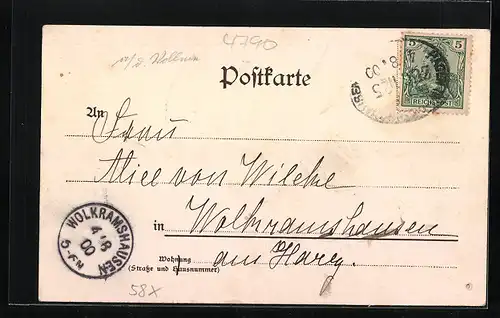 4790
Postkarte
5 5
REICHSPOST
An
Frau
Alice von Wilcke
in Wolkramshausen
am Harz.
Wohnung
(Straße und Hausnummer)
WOLKRAMSHAUSEN
4 8
00
5-6N
58X